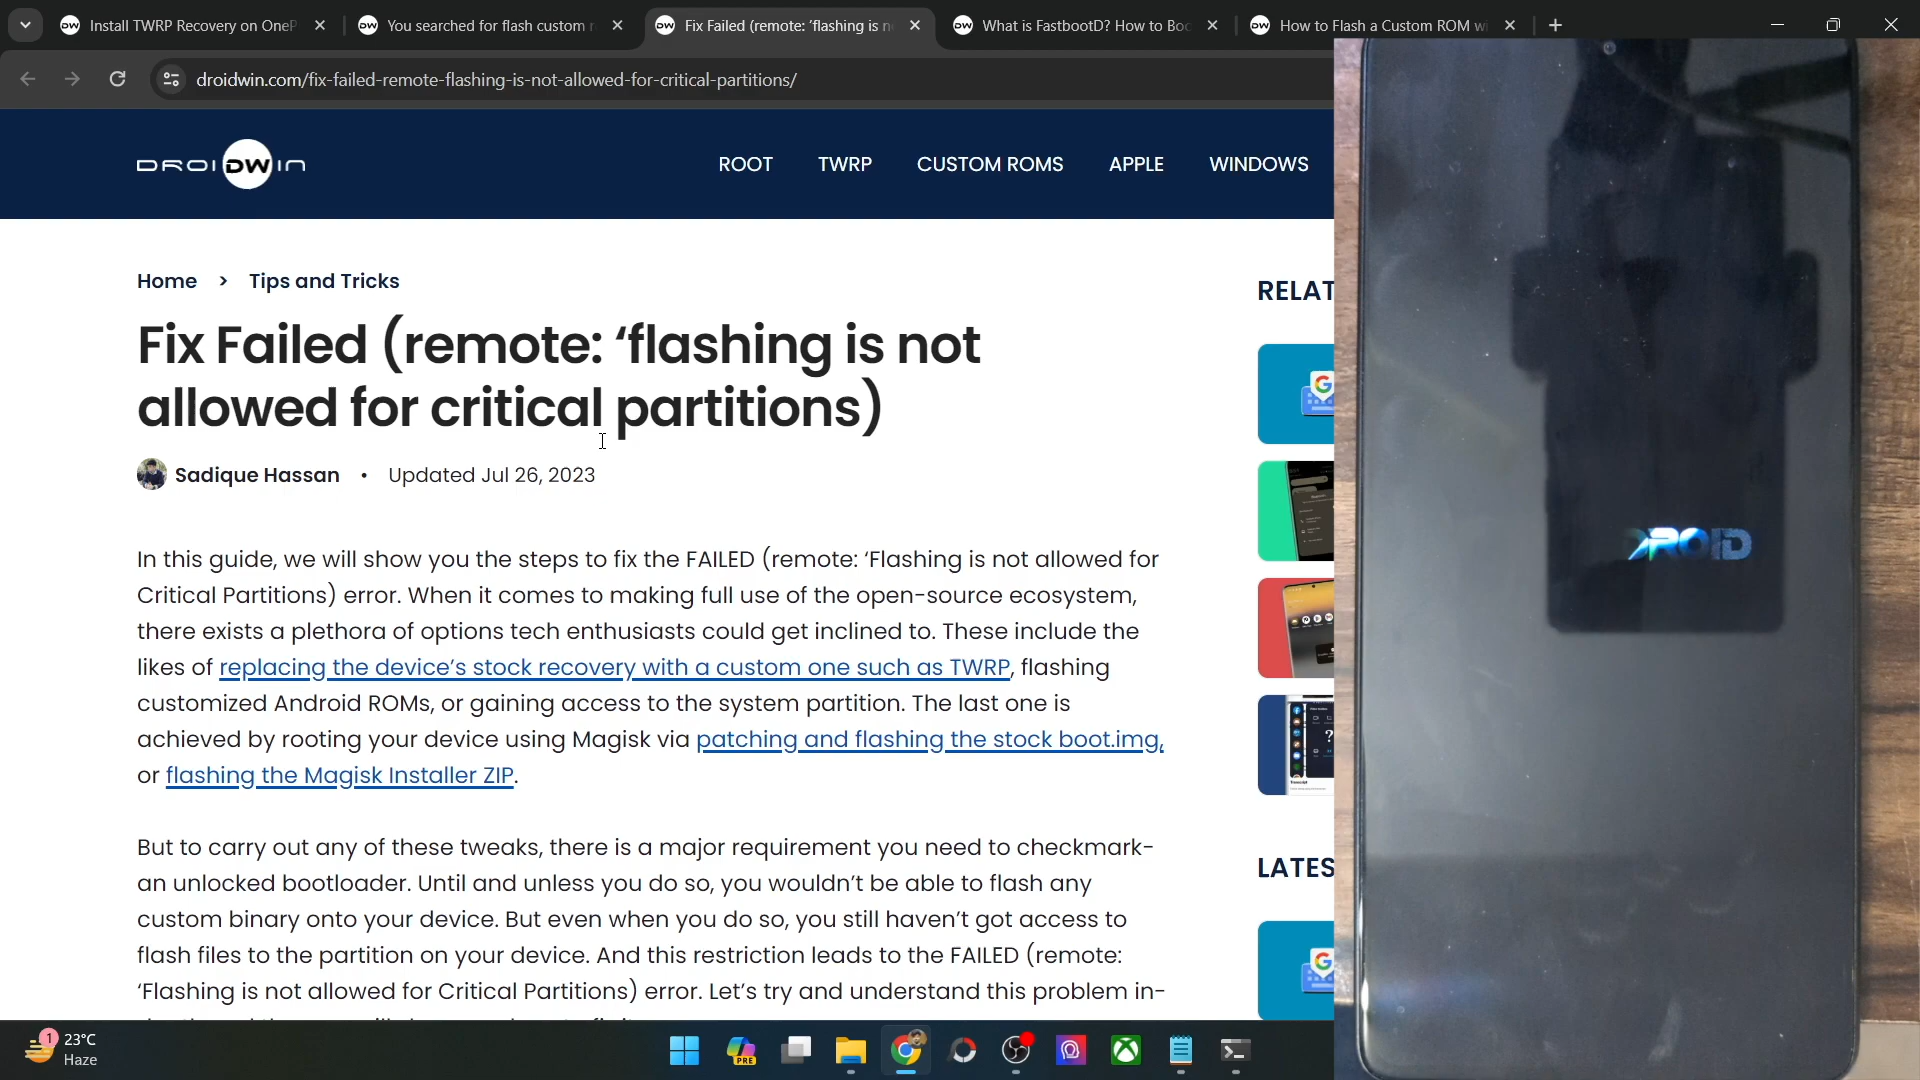 Install TWRP Recovery on OneP
You searched for flash custom r
Fix Failed (remote: ‘flashing is n
What is FastbootD? How to Boo
How to Flash a Custom ROM wi
droidwin.com/fix-failed-remote-flashing-is-not-allowed-for-critical-partitions/
DROIDWIN
ROOT
TWRP
CUSTOM ROMS
APPLE
WINDOWS
Home > Tips and Tricks
Fix Failed (remote: ‘flashing is not
allowed for critical partitions)
Sadique Hassan • Updated Jul 26, 2023
In this guide, we will show you the steps to fix the FAILED (remote: ‘Flashing is not allowed for
Critical Partitions) error. When it comes to making full use of the open-source ecosystem,
there exists a plethora of options tech enthusiasts could get inclined to. These include the
likes of replacing the device’s stock recovery with a custom one such as TWRP, flashing
customized Android ROMs, or gaining access to the system partition. The last one is
achieved by rooting your device using Magisk via patching and flashing the stock boot.img,
or flashing the Magisk Installer ZIP.
But to carry out any of these tweaks, there is a major requirement you need to checkmark-
an unlocked bootloader. Until and unless you do so, you wouldn’t be able to flash any
custom binary onto your device. But even when you do so, you still haven’t got access to
flash files to the partition on your device. And this restriction leads to the FAILED (remote:
‘Flashing is not allowed for Critical Partitions) error. Let’s try and understand this problem in-
RELAT
LATES
DROID
1
23°C
Haze
PRE